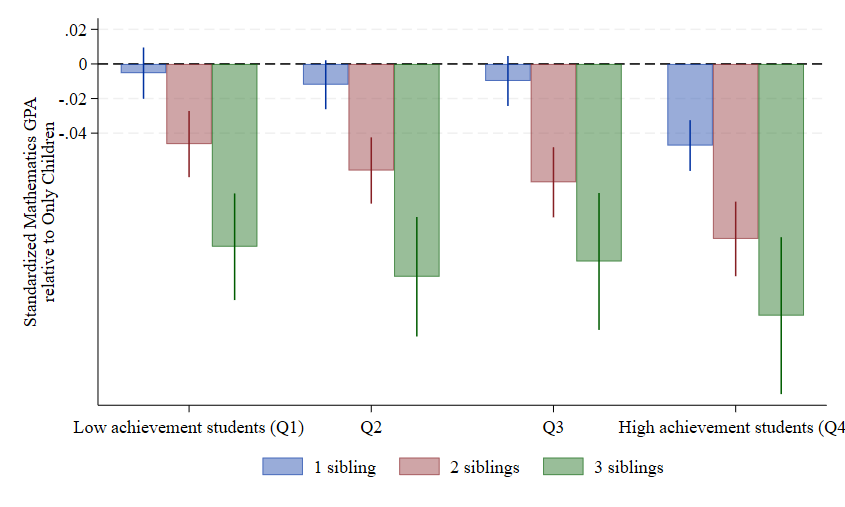 .02
0
-.02
-.04
Standardized Mathematics GPA
relative to Only Children
Low achievement students (Q1)
Q2
Q3
High achievement students (Q4
1 sibling
2 siblings
3 siblings